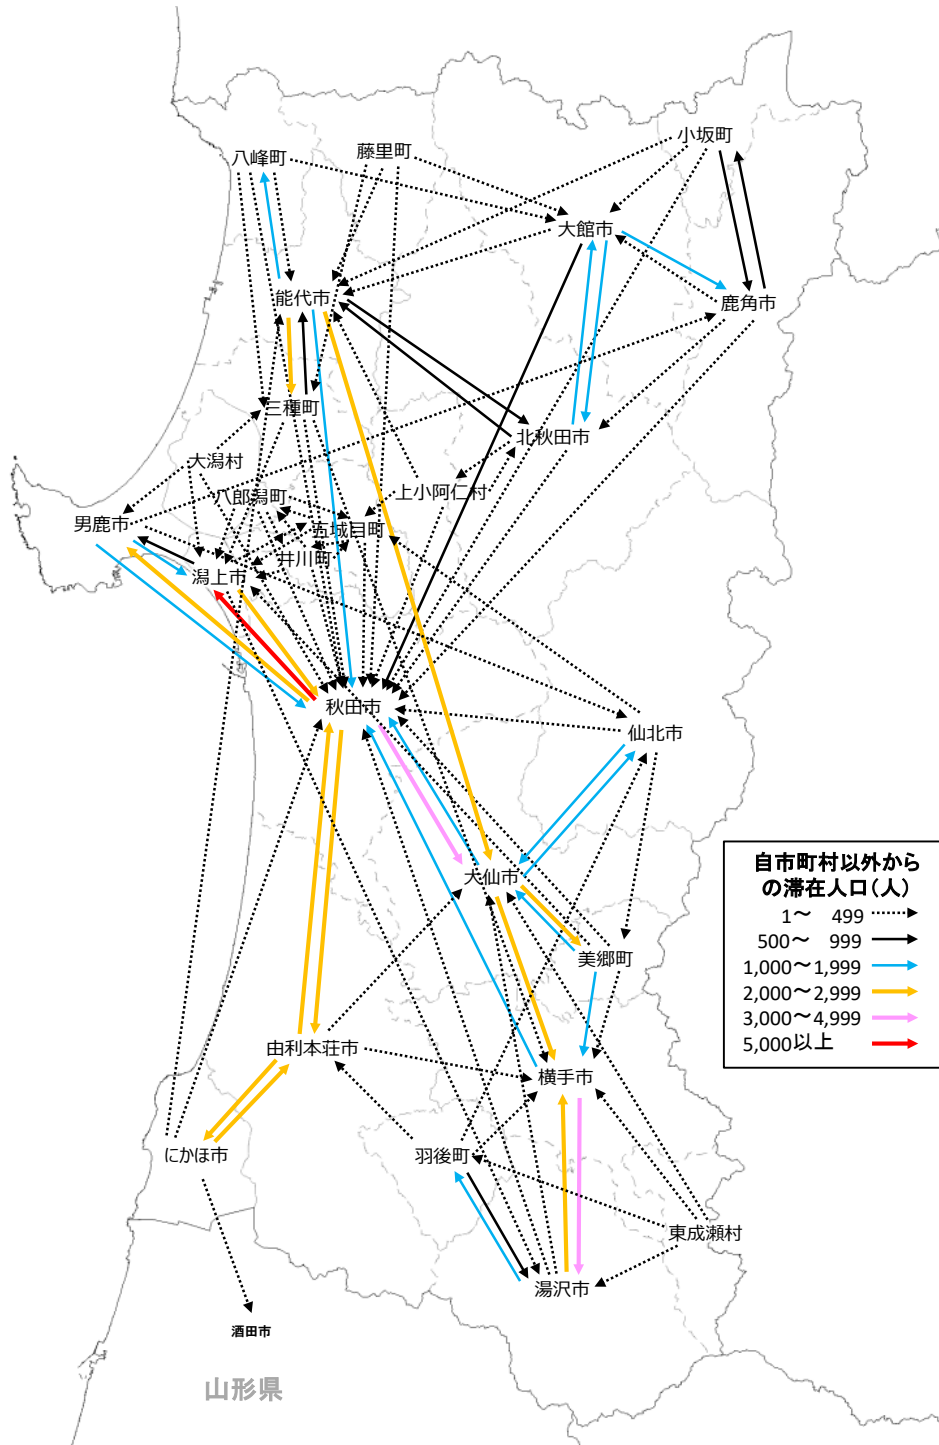 小坂町
八峰町
藤里町
大館市
能代市
鹿角市
三種町
北秋田市
大潟村
八郎潟町
上小阿仁村
男鹿市
五城目町
井川町
潟上市
秋田市
仙北市
大仙市
美郷町
由利本荘市
横手市
にかほ市
羽後町
東成瀬村
湯沢市
酒田市
山形県
自市町村以外から
の滞在人口(人)
1～ 499
500～ 999
1,000～1,999
2,000～2,999
3,000～4,999
5,000以上